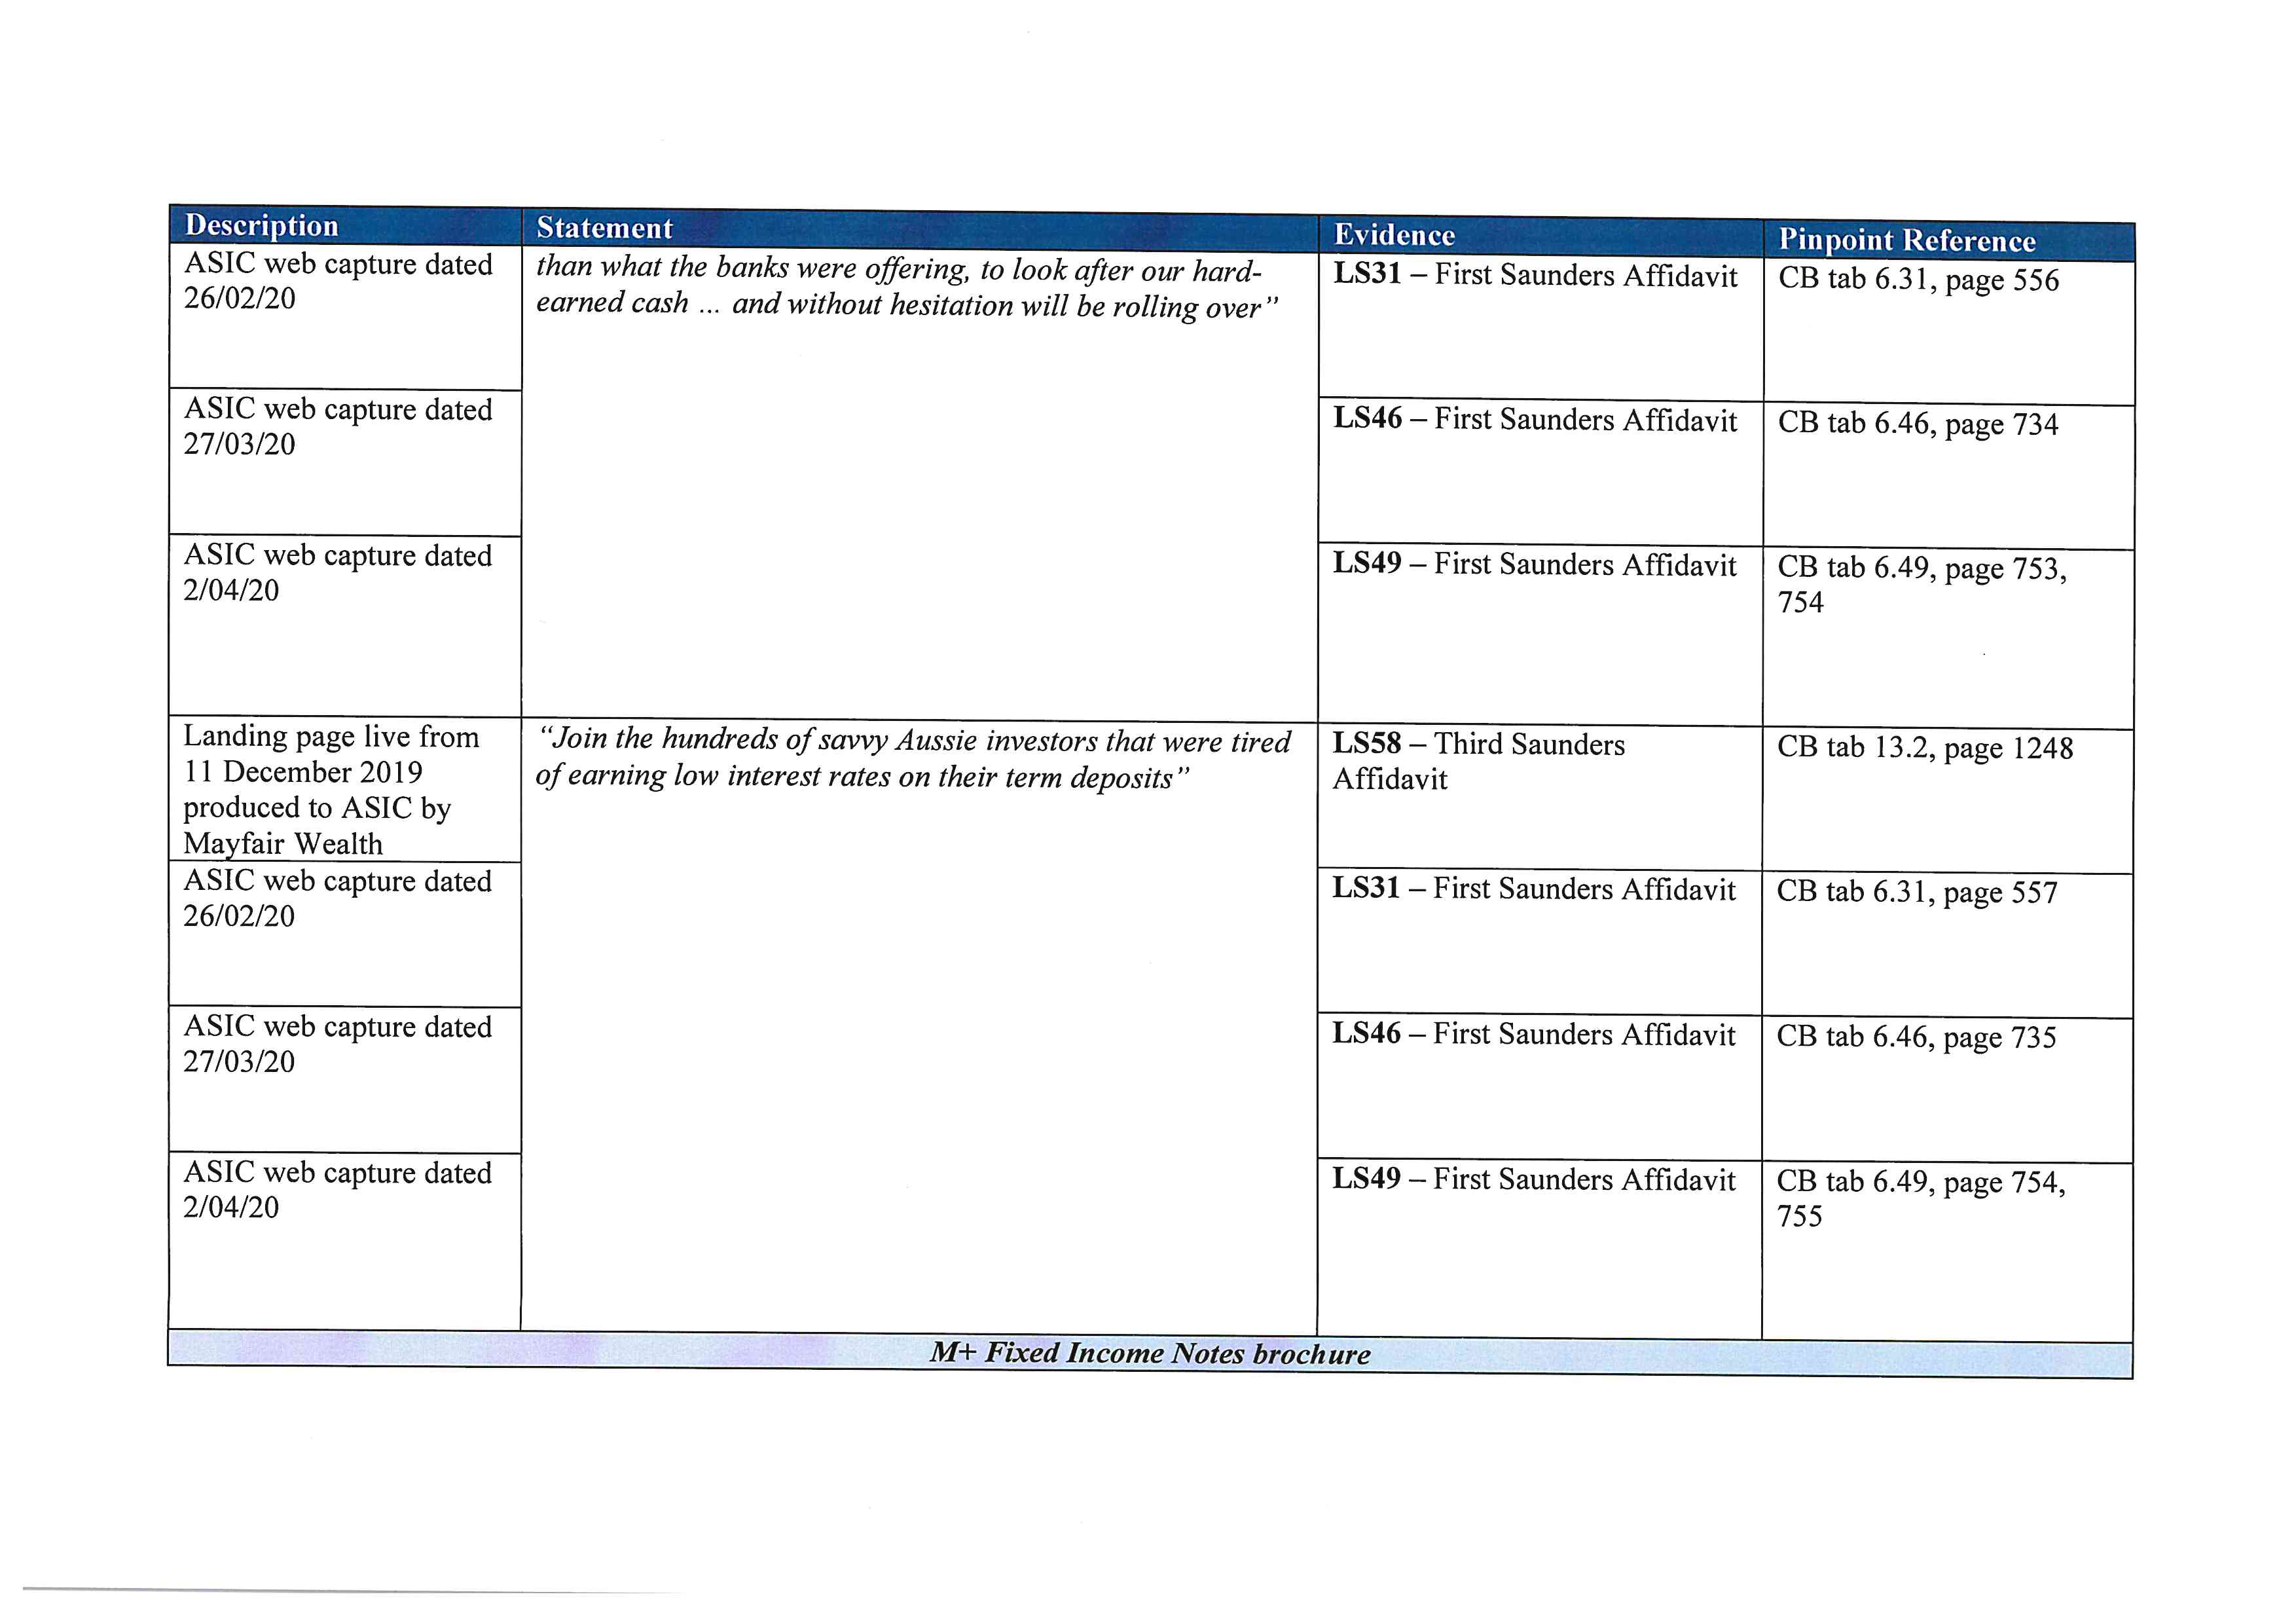 Description Statement Evidence Pinpoint Reference
ASIC web capture dated
26/02/20
than what the banks were offering, to look after our hard-
earned cash ... and without hesitation will be rolling over”
LS31 – First Saunders Affidavit
CB tab 6.31, page 556
ASIC web capture dated
27/03/20
LS46 – First Saunders Affidavit
CB tab 6.46, page 734
ASIC web capture dated
2/04/20
LS49 – First Saunders Affidavit
CB tab 6.49, page 753,
754
Landing page live from
11 December 2019
produced to ASIC by
Mayfair Wealth
“Join the hundreds of savvy Aussie investors that were tired
of earning low interest rates on their term deposits”
LS58 – Third Saunders
Affidavit
CB tab 13.2, page 1248
ASIC web capture dated
26/02/20
LS31 – First Saunders Affidavit
CB tab 6.31, page 557
ASIC web capture dated
27/03/20
LS46 – First Saunders Affidavit
CB tab 6.46, page 735
ASIC web capture dated
2/04/20
LS49 – First Saunders Affidavit
CB tab 6.49, page 754,
755
M+ Fixed Income Notes brochure